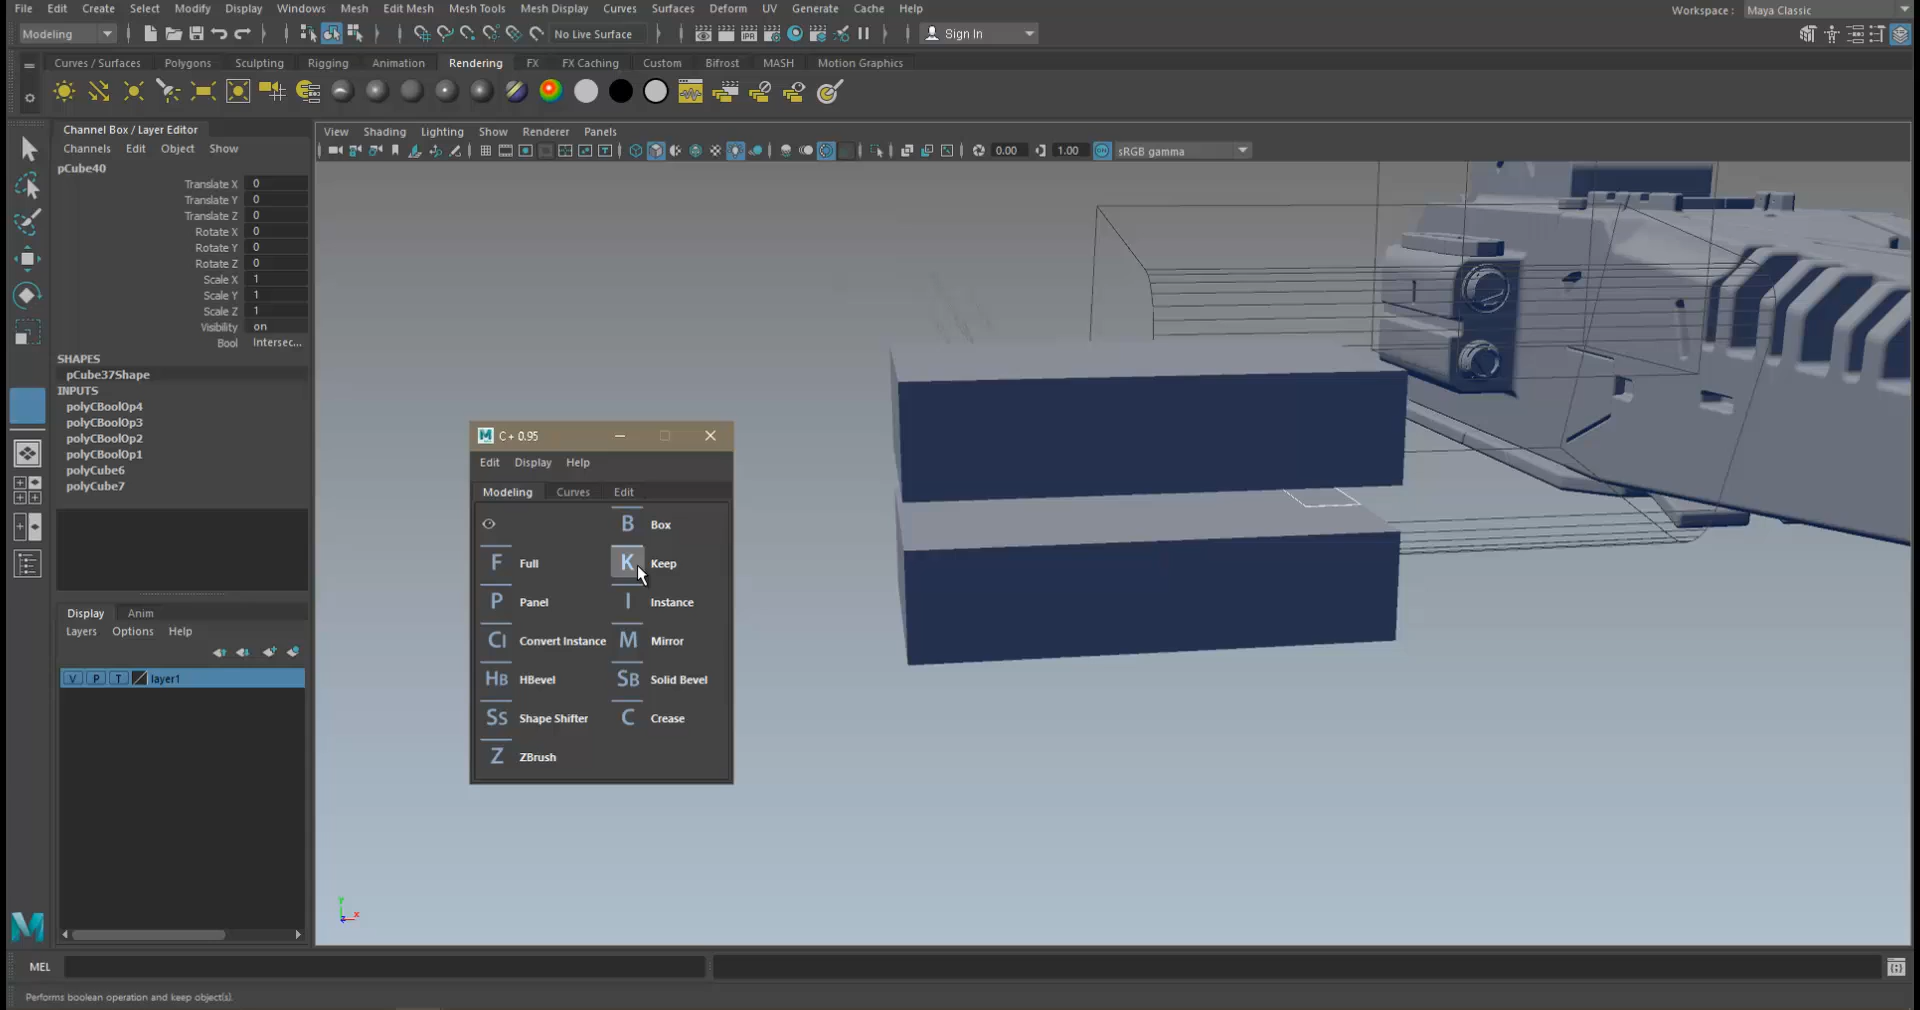 File Edit Create Select Modify Display Windows Mesh Edit Mesh Mesh Tools Mesh Display Curves Surfaces Deform UV Generate Cache Help Workspace : Maya Classic
Modeling No Live Surface Sign In
Curves / Surfaces Polygons Sculpting Rigging Animation Rendering FX FX Caching Custom Bifrost MASH Motion Graphics
Channel Box / Layer Editor
Channels Edit Object Show
pCube40
Translate X 0
Translate Y 0
Translate Z 0
Rotate X 0
Rotate Y 0
Rotate Z 0
Scale X 1
Scale Y 1
Scale Z 1
Visibility on
Bool Intersec...
SHAPES
pCube37Shape
INPUTS
polyCBoolOp4
polyCBoolOp3
polyCBoolOp2
polyCBoolOp1
polyCube6
polyCube7
Display Anim
Layers Options Help
V P T layer1
View Shading Lighting Show Renderer Panels
0.00 1.00 sRGB gamma
C + 0.95
Edit Display Help
Modeling Curves Edit
B Box
F Full K Keep
P Panel I Instance
CI Convert Instance M Mirror
HB HBevel SB Solid Bevel
Ss Shape Shifter C Crease
Z ZBrush
MEL
Performs boolean operation and keep object(s).